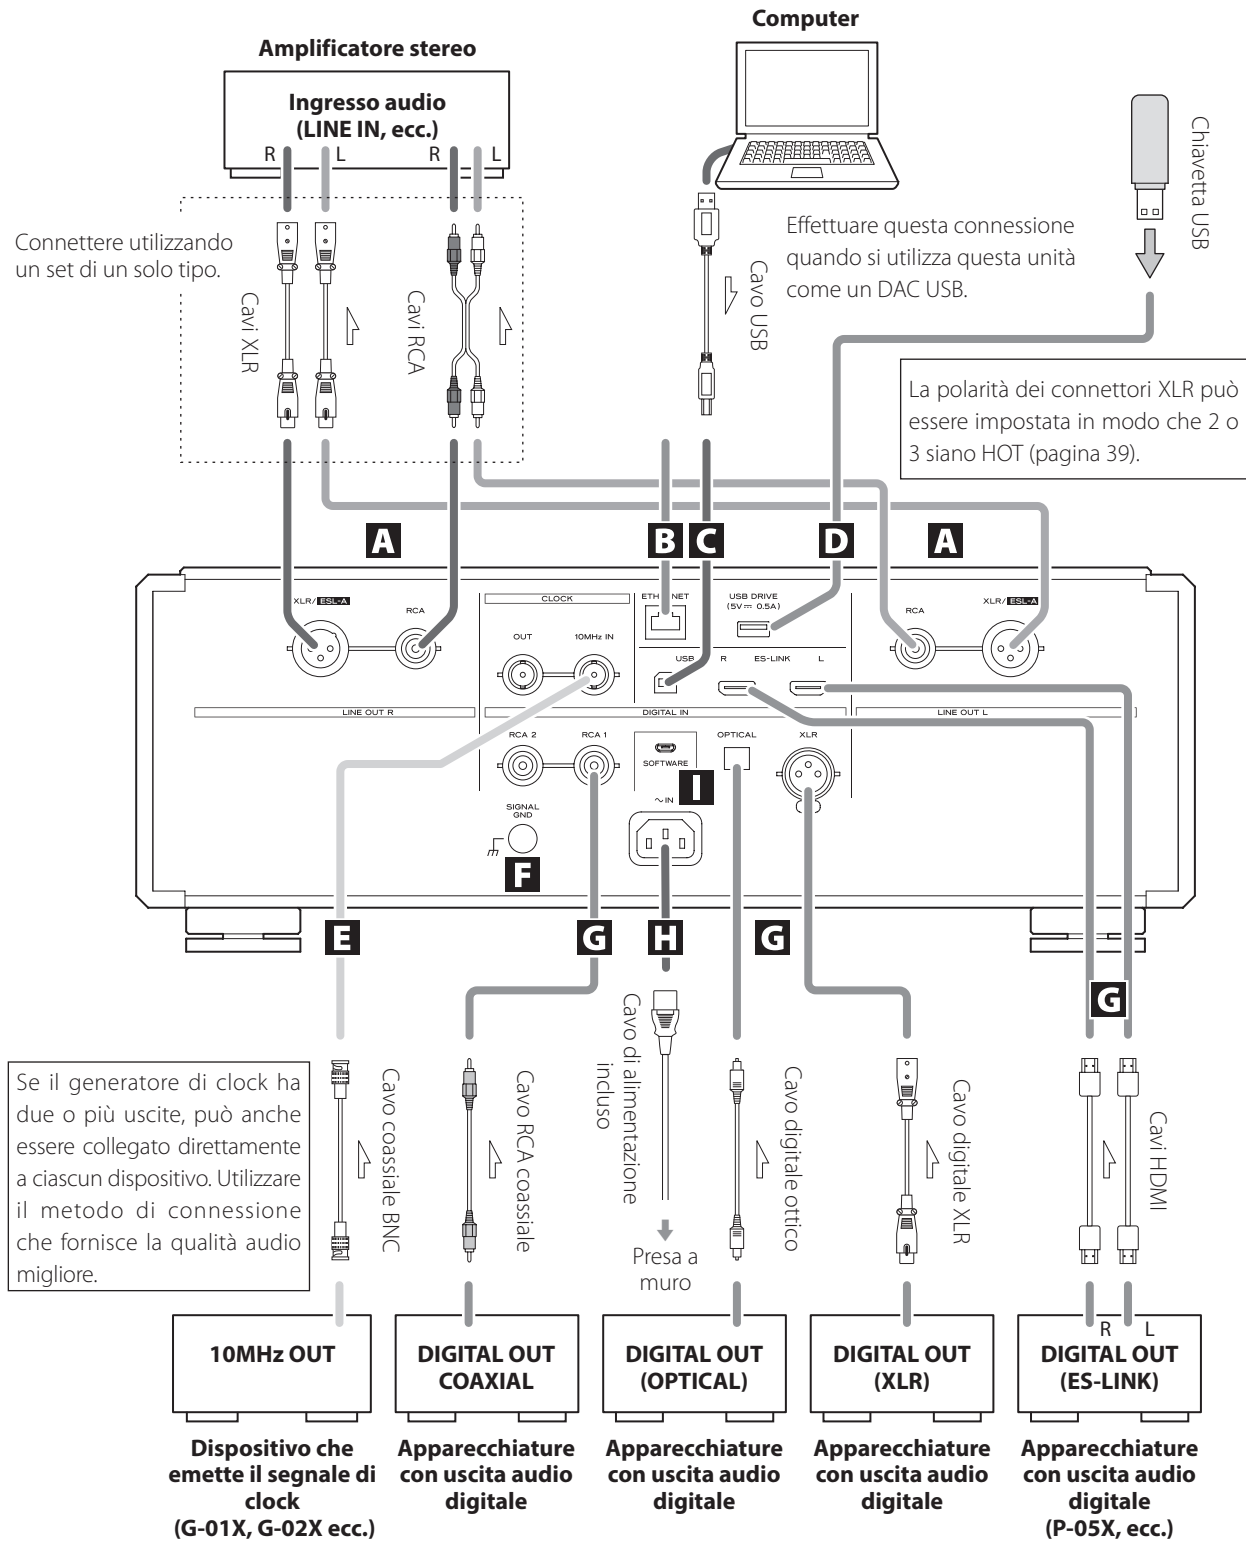 Computer
Amplificatore stereo
Ingresso audio
(LINE IN, ecc.)
R L R L
Chiavetta USB
Connettere utilizzando
un set di un solo tipo.
Cavi XLR
Cavi RCA
Cavo USB
Effettuare questa connessione
quando si utilizza questa unità
come un DAC USB.
La polarità dei connettori XLR può
essere impostata in modo che 2 o
3 siano HOT (pagina 39).
A B C D A
XLR/ ESL-A
RCA
CLOCK
OUT
10MHz IN
USB DRIVE
(5V 0.5A)
USB
R ES-LINK L
RCA
XLR/ ESL-A
LINE OUT R
DIGITAL IN
LINE OUT L
RCA 2
RCA 1
SOFTWARE
OPTICAL
XLR
I
SIGNAL
GND
~IN
F
E G H G
G
Se il generatore di clock ha
due o più uscite, può anche
essere collegato direttamente
a ciascun dispositivo. Utilizzare
il metodo di connessione
che fornisce la qualità audio
migliore.
Cavo coassiale BNC
Cavo RCA coassiale
Cavo di alimentazione
incluso
Presa a
muro
Cavo digitale ottico
Cavo digitale XLR
Cavi HDMI
10MHz OUT
DIGITAL OUT
COAXIAL
DIGITAL OUT
(OPTICAL)
DIGITAL OUT
(XLR)
R L
DIGITAL OUT
(ES-LINK)
Dispositivo che
emette il segnale di
clock
(G-01X, G-02X ecc.)
Apparecchiature
con uscita audio
digitale
Apparecchiature
con uscita audio
digitale
Apparecchiature
con uscita audio
digitale
Apparecchiature
con uscita audio
digitale
(P-05X, ecc.)